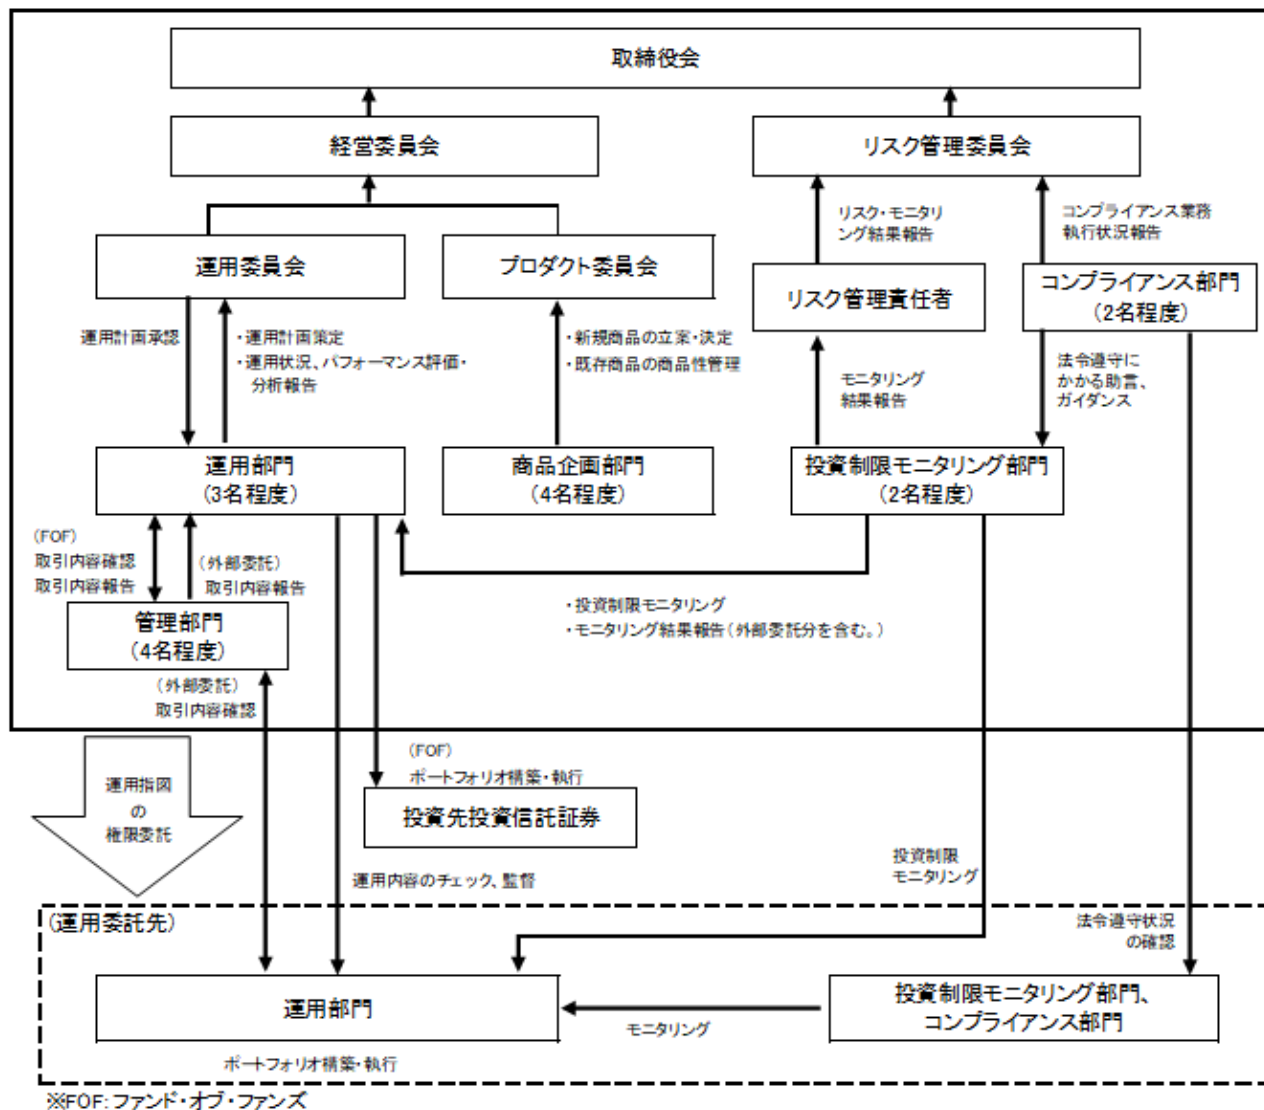 取締役会
経営委員会
リスク管理委員会
リスク・モニタリ
ング結果報告
コンプライアンス業務
執行状況報告
運用委員会
プロダクト委員会
リスク管理責任者
コンプライアンス部門
(2名程度)
運用計画承認
・運用計画策定
・運用状況、パフォーマンス評価・
分析報告
・新規商品の立案・決定
・既存商品の商品性管理
モニタリング
結果報告
法令遵守に
かかる助言、
ガイダンス
運用部門
(3名程度)
商品企画部門
(4名程度)
投資制限モニタリング部門
(2名程度)
(FOF)
取引内容確認
取引内容報告
(外部委託)
取引内容報告
・投資制限モニタリング
・モニタリング結果報告(外部委託分を含む。)
管理部門
(4名程度)
(外部委託)
取引内容確認
運用指図
の
権限委託
(FOF)
ポートフォリオ構築・執行
投資先投資信託証券
運用内容のチェック、監督
投資制限
モニタリング
(運用委託先)
法令遵守状況
の確認
運用部門
モニタリング
投資制限モニタリング部門、
コンプライアンス部門
ポートフォリオ構築・執行
※FOF:ファンド・オブ・ファンズ